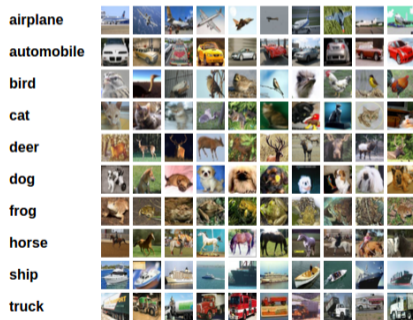 airplane
automobile
bird
cat
deer
dog
frog
horse
ship
truck